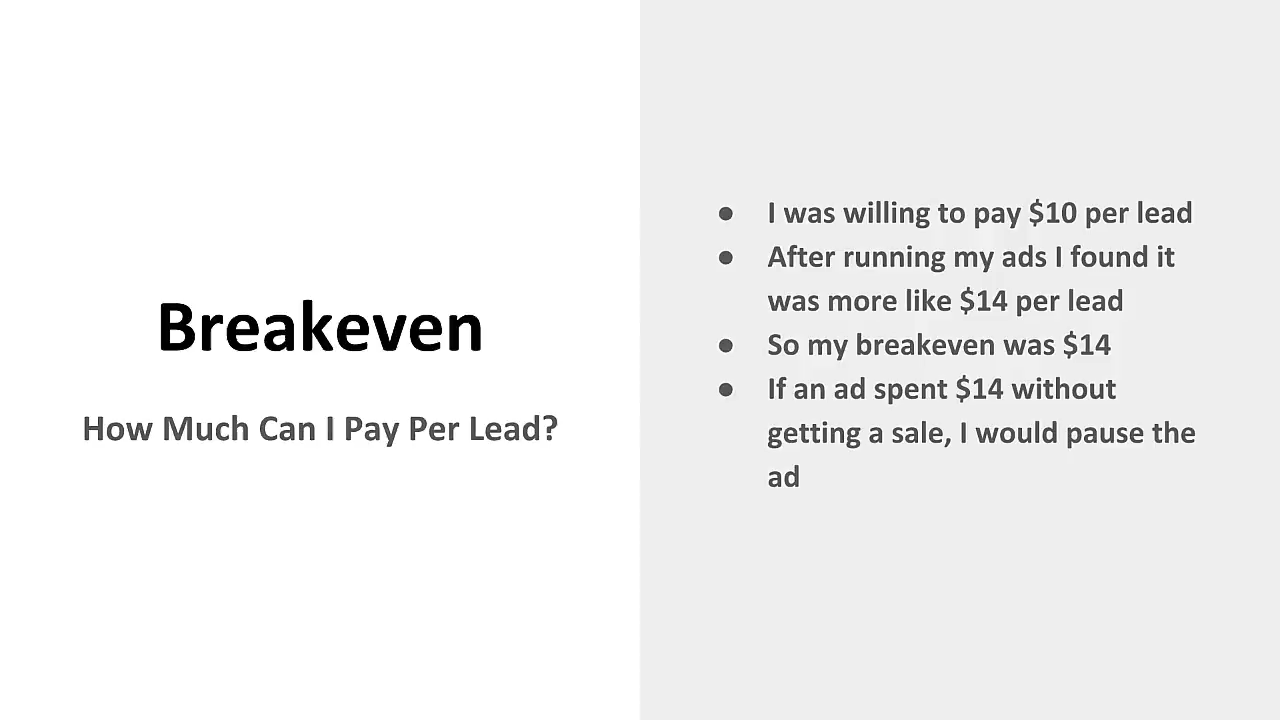 Breakeven
How Much Can I Pay Per Lead?
● I was willing to pay $10 per lead
● After running my ads I found it
was more like $14 per lead
● So my breakeven was $14
● If an ad spent $14 without
getting a sale, I would pause the
ad